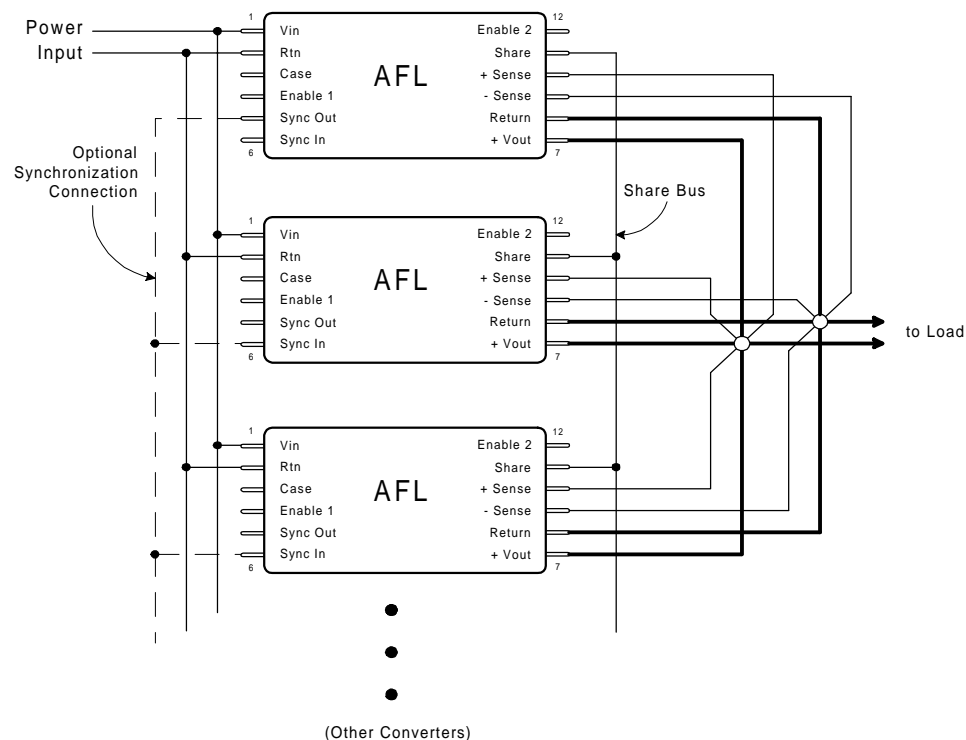 Power
Input
Optional
Synchronization
Connection
1
12
Vin
Rtn
Case
Enable 1
Sync Out
Sync In
6
AFL
Enable 2
Share
+ Sense
- Sense
Return
+ Vout
7
Share Bus
1
12
Vin
Rtn
Case
Enable 1
Sync Out
Sync In
6
AFL
Enable 2
Share
+ Sense
- Sense
Return
+ Vout
7
to Load
1
12
Vin
Rtn
Case
Enable 1
Sync Out
Sync In
6
AFL
Enable 2
Share
+ Sense
- Sense
Return
+ Vout
7
(Other Converters)